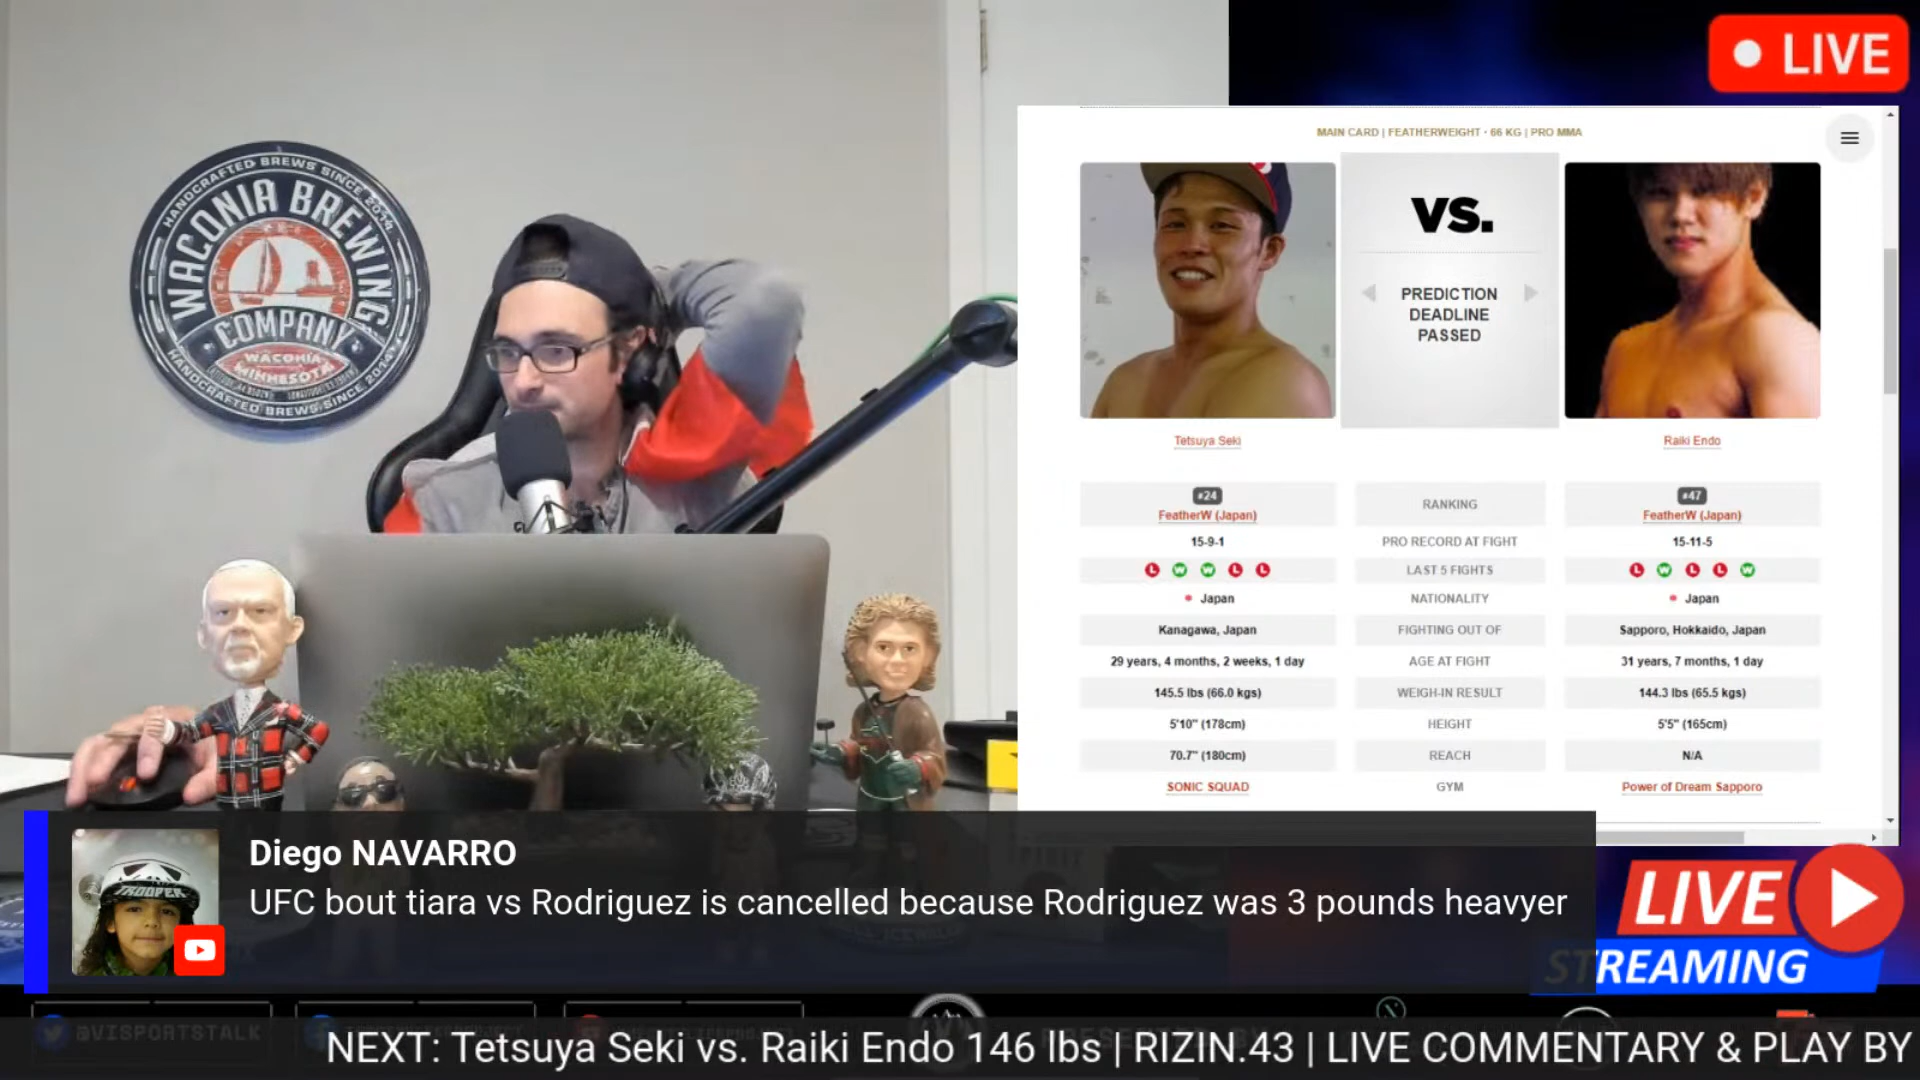 LIVE
HANDCRAFTED BREWS SINCE 2014
WACONIA BREWING
COMPANY
WACONIA
MINNESOTA
HANDCRAFTED BREWS SINCE 2014
MAIN CARD | FEATHERWEIGHT · 66 KG | PRO MMA
VS.
PREDICTION
DEADLINE
PASSED
Tetsuya Seki
Raiki Endo
#24 RANKING #47
FeatherW (Japan) FeatherW (Japan)
15-9-1 PRO RECORD AT FIGHT 15-11-5
L W W L L LAST 5 FIGHTS L W L L W
Japan NATIONALITY Japan
Kanagawa, Japan FIGHTING OUT OF Sapporo, Hokkaido, Japan
29 years, 4 months, 2 weeks, 1 day AGE AT FIGHT 31 years, 7 months, 1 day
145.5 lbs (66.0 kgs) WEIGH-IN RESULT 144.3 lbs (65.5 kgs)
5'10" (178cm) HEIGHT 5'5" (165cm)
70.7" (180cm) REACH N/A
SONIC SQUAD GYM Power of Dream Sapporo
Diego NAVARRO
UFC bout tiara vs Rodriguez is cancelled because Rodriguez was 3 pounds heavyer
TROOPER
LIVE
STREAMING
@VISPORTSTALK
NEXT: Tetsuya Seki vs. Raiki Endo 146 lbs | RIZIN.43 | LIVE COMMENTARY & PLAY BY